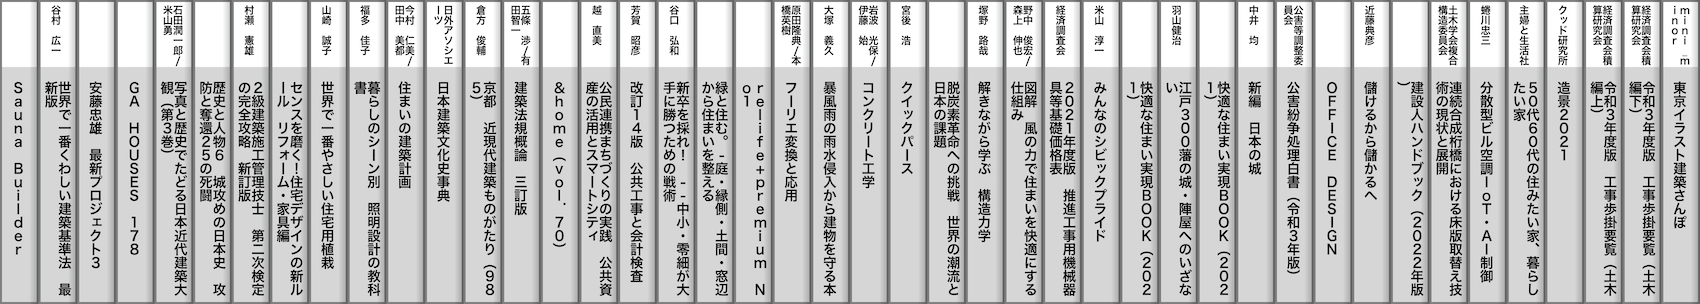 mini_minor
東京イラスト建築さんぽ
経済調査会積算研究会
令和3年度版　工事歩掛要覧（土木編下）
経済調査会積算研究会
令和3年度版　工事歩掛要覧（土木編上）
クッド研究所
造景2021
主婦と生活社
50代60代の住みたい家、暮らしたい家
蜷川忠三
分散型ビル空調IoT・AI制御
土木学会複合構造委員会
連続合成桁橋における床版取替え技術の現状と展開
建設人ハンドブック（2022年版）
近藤典彦
儲けるから儲かるへ
OFFICE DESIGN
公害等調整委員会
公害紛争処理白書（令和3年版）
中井　均
新編　日本の城
快適な住まい実現BOOK（2021）
羽山健治
江戸300藩の城・陣屋へのいざない
快適な住まい実現BOOK（2021）
米山　淳一
みんなのシビックプライド
経済調査会
2021年度版　推進工事用機械器具等基礎価格表
野中　俊宏/森上　伸也
図解　風の力で住まいを快適にする仕組み
塚野　路哉
解きながら学ぶ　構造力学
脱炭素革命への挑戦　世界の潮流と日本の課題
宮後　浩
クイックパース
岩波　光保/伊藤　始
コンクリート工学
大塚　義久
暴風雨の雨水侵入から建物を守る本
原田隆典/本橋英樹
フーリエ変換と応用
relife+premium No1
緑と住む。-庭・縁側・土間・窓辺から住まいを整える
谷口　弘和
新卒を採れ！--中小・零細が大手に勝つための戦術
芳賀　昭彦
改訂14版　公共工事と会計検査
越　直美
公民連携まちづくりの実践　公共資産の活用とスマートシティ
&home（vol.70）
五條　渉/有田智一
建築法規概論　三訂版
倉方　俊輔
京都　近現代建築ものがたり（985）
日外アソシエーツ
日本建築文化史事典
今村　仁美/田中　美都
住まいの建築計画
福多　佳子
暮らしのシーン別　照明設計の教科書
山崎　誠子
世界で一番やさしい住宅用植栽
センスを磨く！住宅デザインの新ルール　リフォーム・家具編
村瀬　憲雄
2級建築施工管理技士　第二次検定の完全攻略　新訂版
歴史と人物6　城攻めの日本史　攻防と奪還25の死闘
石田潤一郎/米山勇
写真と歴史でたどる日本近代建築大観（第3巻）
GA HOUSES 178
安藤忠雄　最新プロジェクト3
谷村　広一
世界で一番くわしい建築基準法　最新版
Sauna Builder